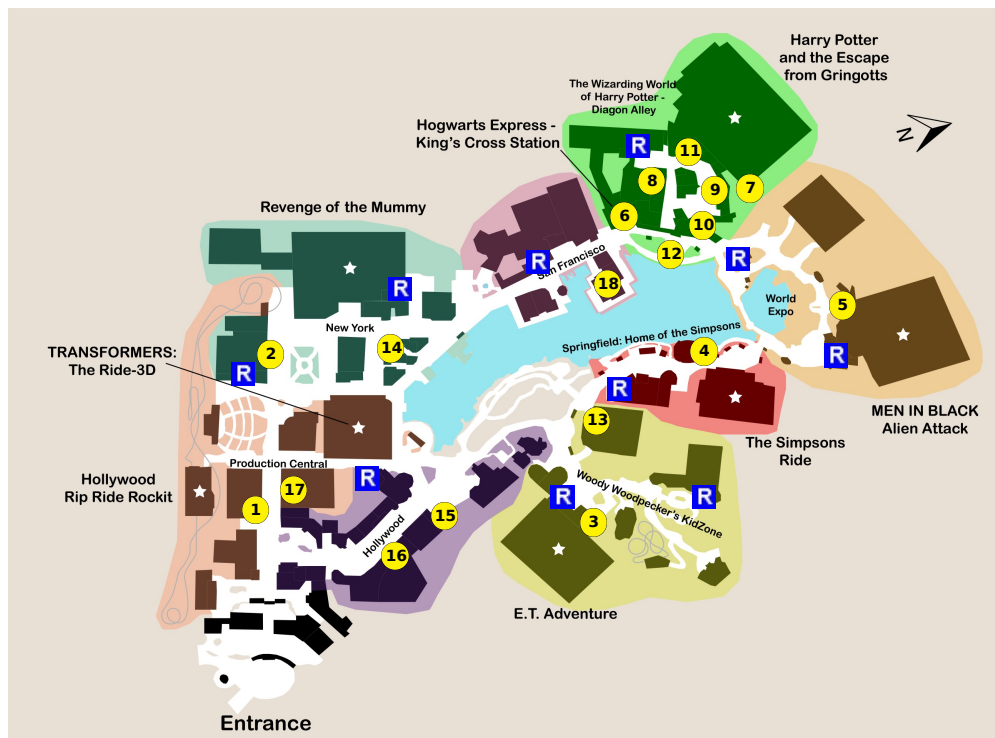 Harry Potter
and the Escape
from Gringotts
The Wizarding World
of Harry Potter -
Diagon Alley
Hogwarts Express -
King's Cross Station
N
R
11
8
9
7
6
10
12
Revenge of the Mummy
R
R
San Francisco
18
R
World
Expo
5
R
New York
14
2
R
Springfield: Home of the Simpsons
4
R
TRANSFORMERS:
The Ride-3D
MEN IN BLACK
Alien Attack
The Simpsons
Ride
13
Production Central
R
Hollywood
Rip Ride Rockit
17
1
Hollywood
15
16
Woody Woodpecker's KidZone
R
R
3
E.T. Adventure
Entrance